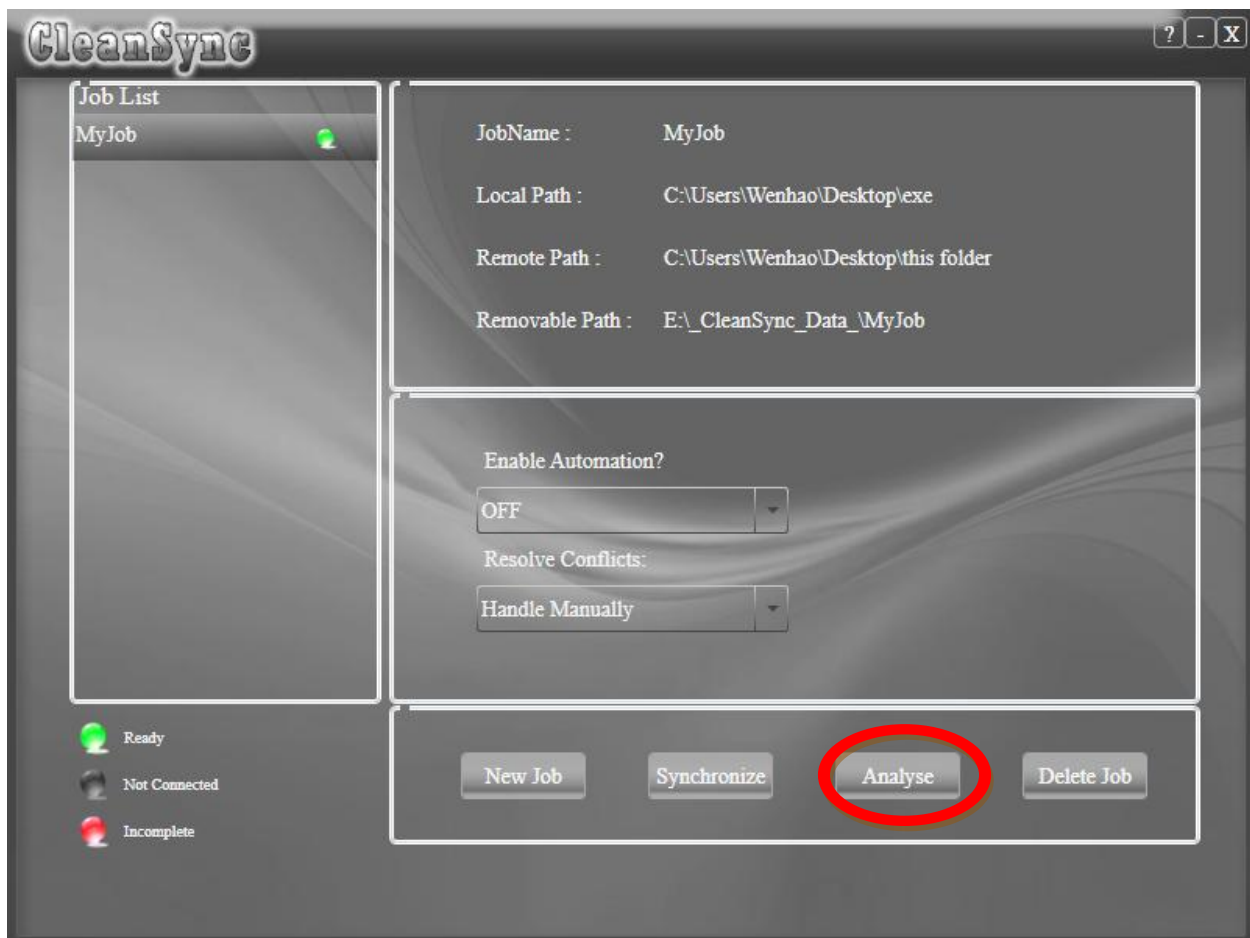 CleanSync
? - X
Job List
MyJob
JobName : MyJob
Local Path : C:\Users\Wenhao\Desktop\exe
Remote Path : C:\Users\Wenhao\Desktop\this folder
Removable Path : E:\_CleanSync_Data_\MyJob
Enable Automation?
OFF
Resolve Conflicts:
Handle Manually
Ready
Not Connected
Incomplete
New Job Synchronize Analyse Delete Job